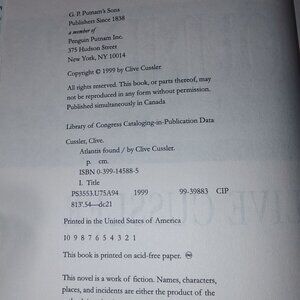 G. P. Putnam's Sons
Publishers Since 1838
a member of
Penguin Putnam Inc.
375 Hudson Street
New York, NY 10014
Copyright © 1999 by Clive Cussler
All rights reserved. This book, or parts thereof, may
not be reproduced in any form without permission.
Published simultaneously in Canada
Library of Congress Cataloging-in-Publication Data
Cussler, Clive.
Atlantis found / by Clive Cussler.
p. cm.
ISBN 0-399-14588-5
I. Title
PS3553.U75A94 1999 99-39883 CIP
813'.54—dc21
Printed in the United States of America
10 9 8 7 6 5 4 3 2 1
This book is printed on acid-free paper. ♾
This novel is a work of fiction. Names, characters,
places, and incidents are either the product of the